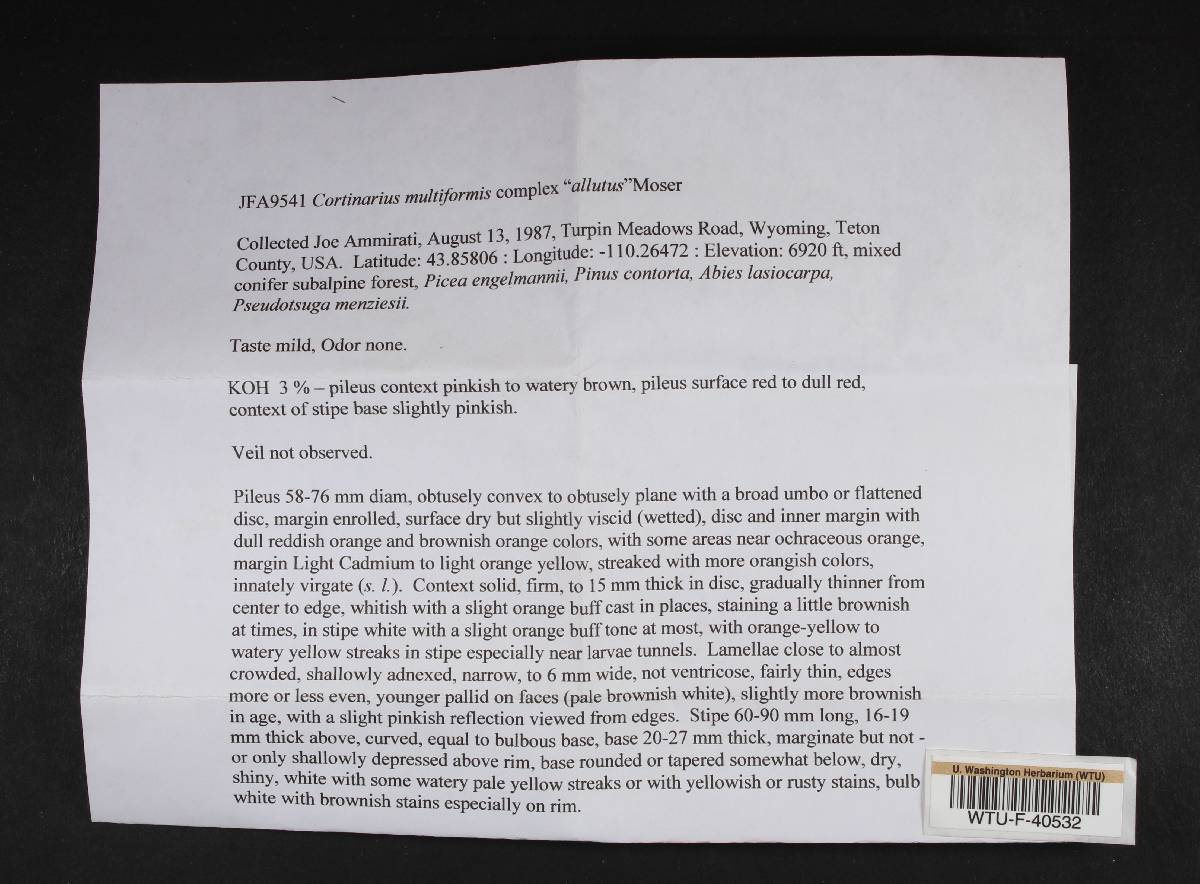 JFA9541 Cortinarius multiformis complex “allutus”Moser
Collected Joe Ammirati, August 13, 1987, Turpin Meadows Road, Wyoming, Teton
County, USA. Latitude: 43.85806 : Longitude: -110.26472 : Elevation: 6920 ft, mixed
conifer subalpine forest, Picea engelmannii, Pinus contorta, Abies lasiocarpa,
Pseudotsuga menziesii.
Taste mild, Odor none.
KOH 3 % – pileus context pinkish to watery brown, pileus surface red to dull red,
context of stipe base slightly pinkish.
Veil not observed.
Pileus 58-76 mm diam, obtusely convex to obtusely plane with a broad umbo or flattened
disc, margin enrolled, surface dry but slightly viscid (wetted), disc and inner margin with
dull reddish orange and brownish orange colors, with some areas near ochraceous orange,
margin Light Cadmium to light orange yellow, streaked with more orangish colors,
innately virgate (s. l.). Context solid, firm, to 15 mm thick in disc, gradually thinner from
center to edge, whitish with a slight orange buff cast in places, staining a little brownish
at times, in stipe white with a slight orange buff tone at most, with orange-yellow to
watery yellow streaks in stipe especially near larvae tunnels. Lamellae close to almost
crowded, shallowly adnexed, narrow, to 6 mm wide, not ventricose, fairly thin, edges
more or less even, younger pallid on faces (pale brownish white), slightly more brownish
in age, with a slight pinkish reflection viewed from edges. Stipe 60-90 mm long, 16-19
mm thick above, curved, equal to bulbous base, base 20-27 mm thick, marginate but not -
or only shallowly depressed above rim, base rounded or tapered somewhat below, dry,
shiny, white with some watery pale yellow streaks or with yellowish or rusty stains, bulb
white with brownish stains especially on rim.
U. Washington Herbarium (WTU)
WTU-F-40532